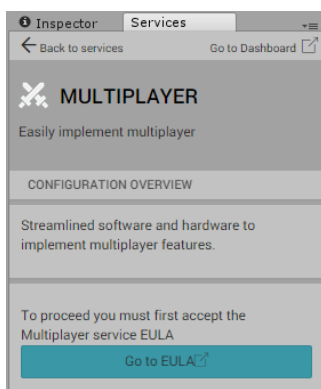 Inspector Services
Back to services Go to Dashboard
MULTIPLAYER
Easily implement multiplayer
CONFIGURATION OVERVIEW
Streamlined software and hardware to
implement multiplayer features.
To proceed you must first accept the
Multiplayer service EULA
Go to EULA